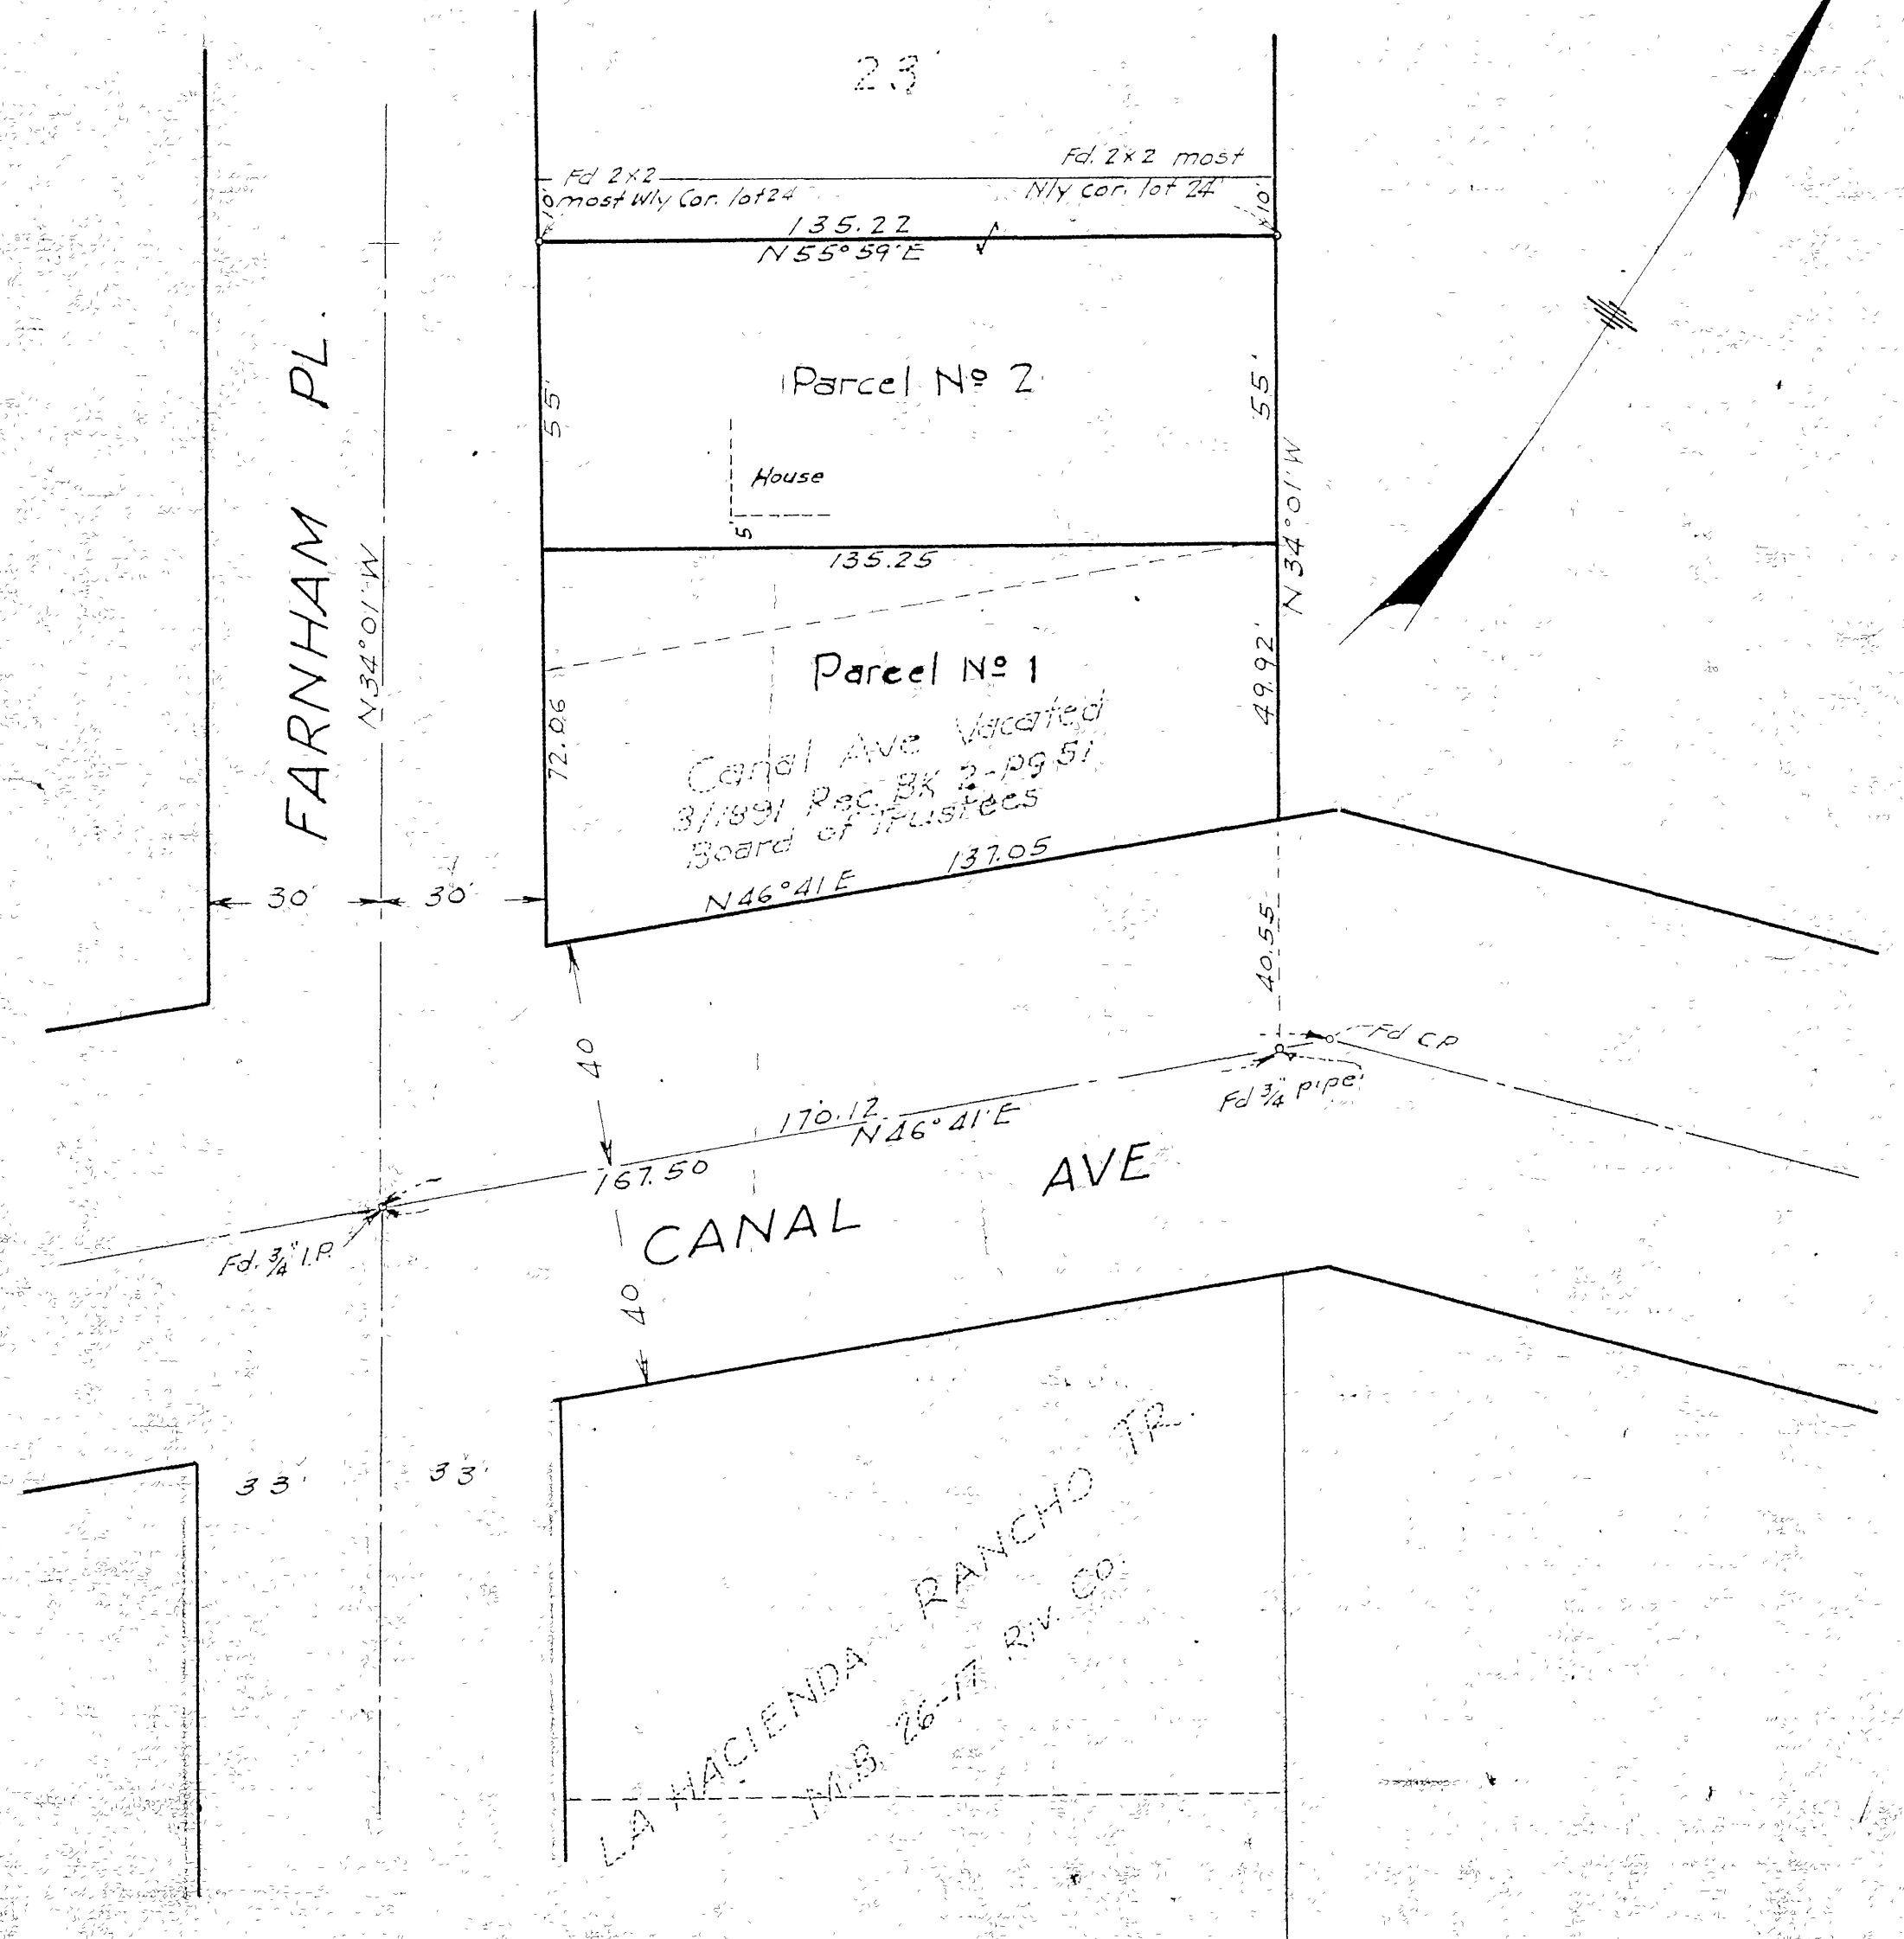 23
Fd 2x2
most Wly Cor. lot 24
Fd. 2x2 most
Nly cor. lot 24
10'
10'
135.22
N55°59'E
FARNHAM PL.
N34°01'W
55'
Parcel Nº 2
55'
House
5'
135.25
N34°01'W
Parcel Nº 1
72.06
49.92'
Canal Ave Vacated
3/1891 Rec. BK 2-pg 51
Board of Trustees
N46°41'E
137.05
30'
30'
40.55
40
Fd C.P.
Fd 3/4" pipe
170.12
N46°41'E
167.50
CANAL AVE
Fd. 3/4" I.P.
40
33'
33'
LA HACIENDA RANCHO TR.
M.B. 26-17 Riv. Co.